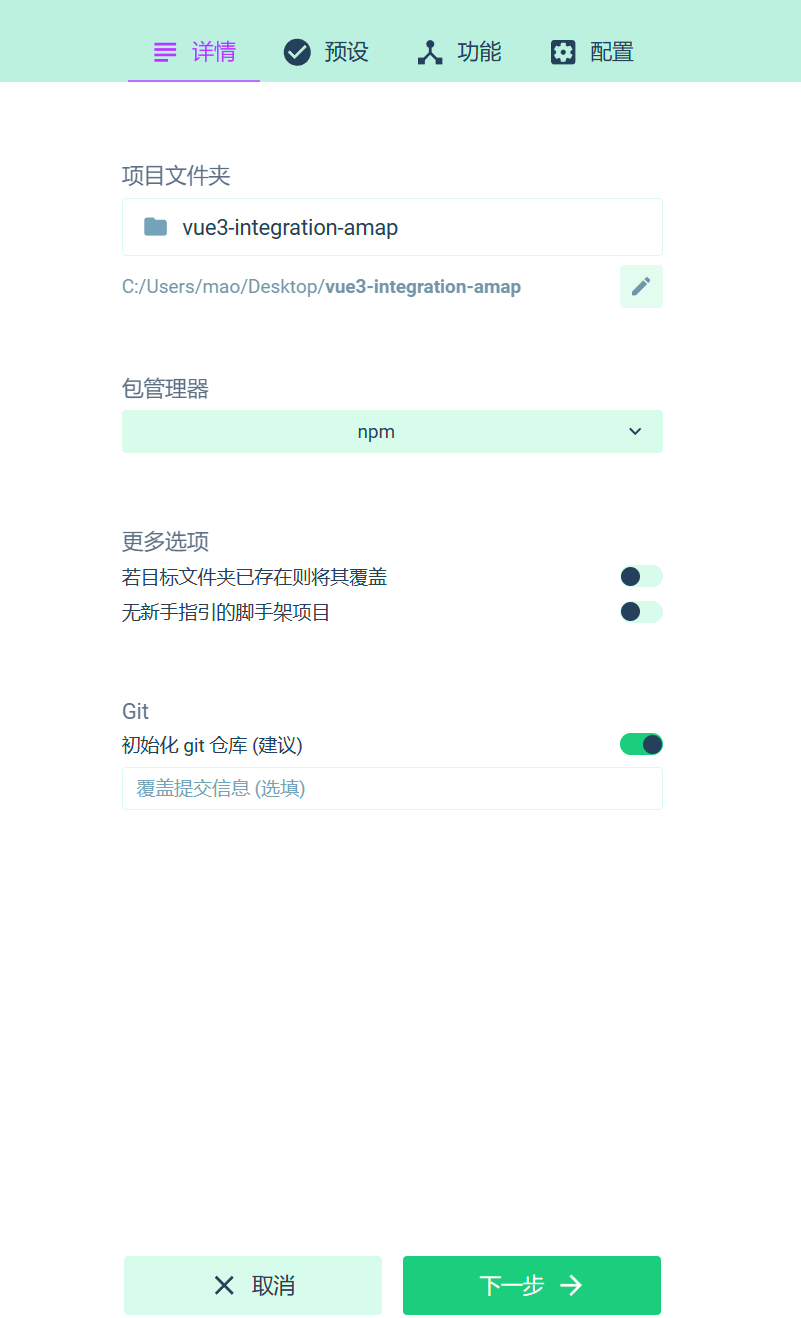 详情 预设 功能 配置
项目文件夹
vue3-integration-amap
C:/Users/mao/Desktop/vue3-integration-amap
包管理器
npm
更多选项
若目标文件夹已存在则将其覆盖
无新手指引的脚手架项目
Git
初始化 git 仓库 (建议)
覆盖提交信息 (选填)
取消 下一步